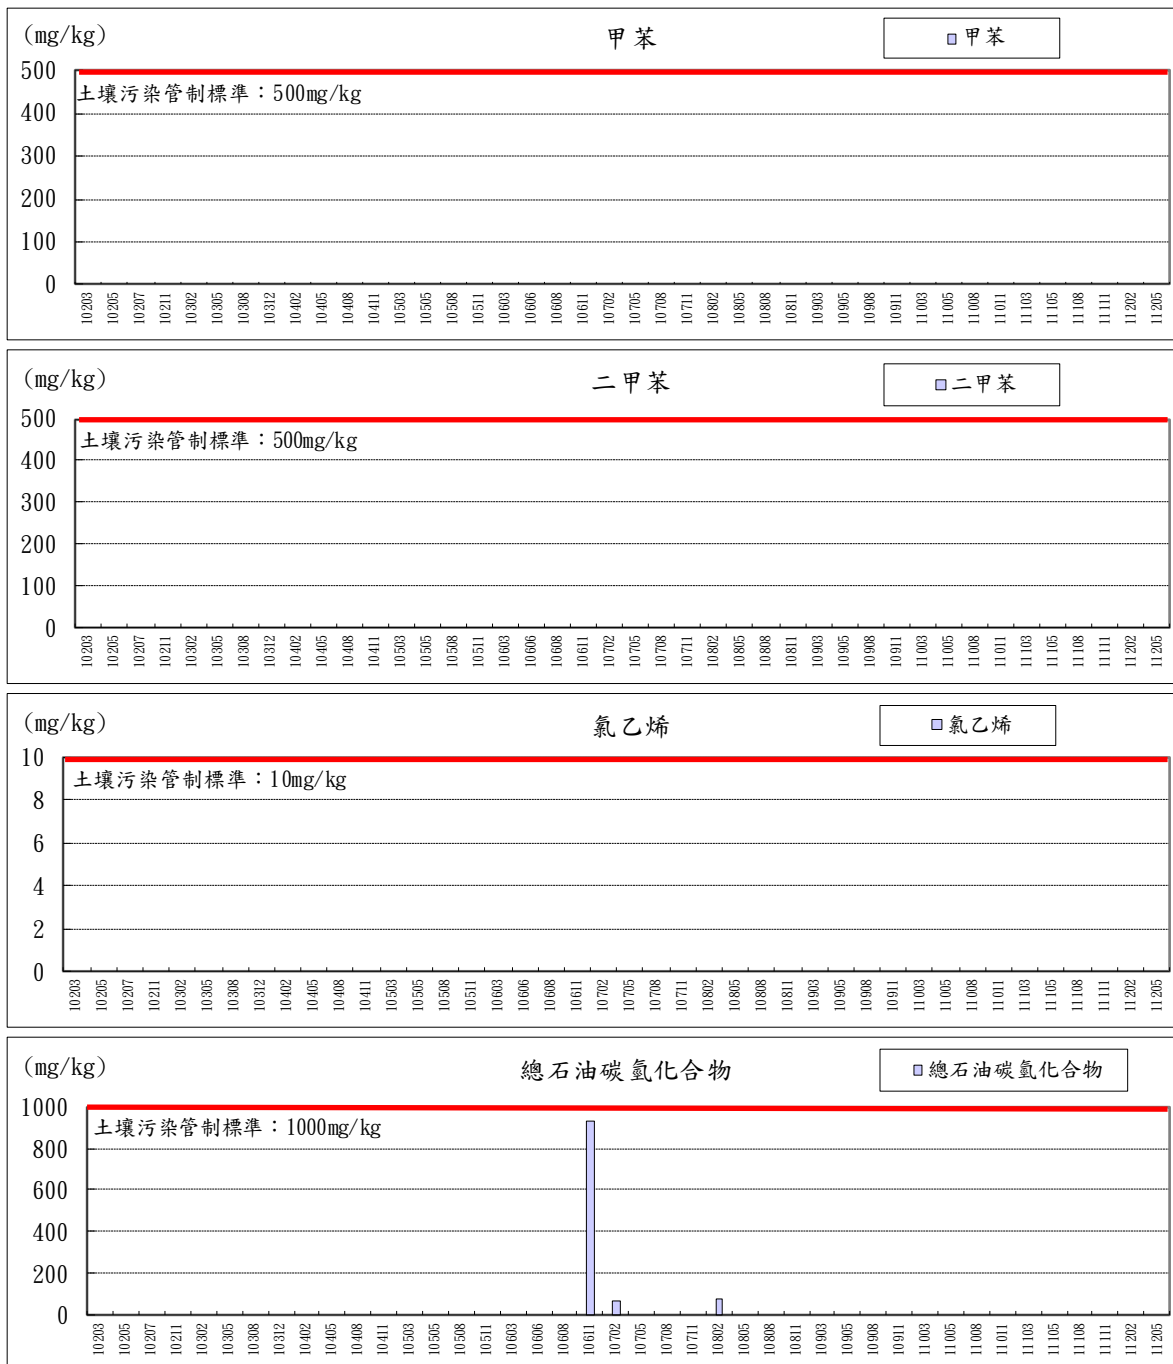 (mg/kg)
甲苯
甲苯
500
土壤污染管制標準：500mg/kg
400
300
200
100
0
10203 10205 10207 10211 10302 10305 10308 10312 10402 10405 10408 10411 10503 10505 10508 10511 10603 10606 10608 10611 10702 10705 10708 10711 10802 10805 10808 10811 10903 10905 10908 10911 11003 11005 11008 11011 11103 11105 11108 11111 11202 11205
(mg/kg)
二甲苯
二甲苯
500
土壤污染管制標準：500mg/kg
400
300
200
100
0
10203 10205 10207 10211 10302 10305 10308 10312 10402 10405 10408 10411 10503 10505 10508 10511 10603 10606 10608 10611 10702 10705 10708 10711 10802 10805 10808 10811 10903 10905 10908 10911 11003 11005 11008 11011 11103 11105 11108 11111 11202 11205
(mg/kg)
氯乙烯
氯乙烯
10
土壤污染管制標準：10mg/kg
8
6
4
2
0
10203 10205 10207 10211 10302 10305 10308 10312 10402 10405 10408 10411 10503 10505 10508 10511 10603 10606 10608 10611 10702 10705 10708 10711 10802 10805 10808 10811 10903 10905 10908 10911 11003 11005 11008 11011 11103 11105 11108 11111 11202 11205
(mg/kg)
總石油碳氫化合物
總石油碳氫化合物
1000
土壤污染管制標準：1000mg/kg
800
600
400
200
0
10203 10205 10207 10211 10302 10305 10308 10312 10402 10405 10408 10411 10503 10505 10508 10511 10603 10606 10608 10611 10702 10705 10708 10711 10802 10805 10808 10811 10903 10905 10908 10911 11003 11005 11008 11011 11103 11105 11108 11111 11202 11205